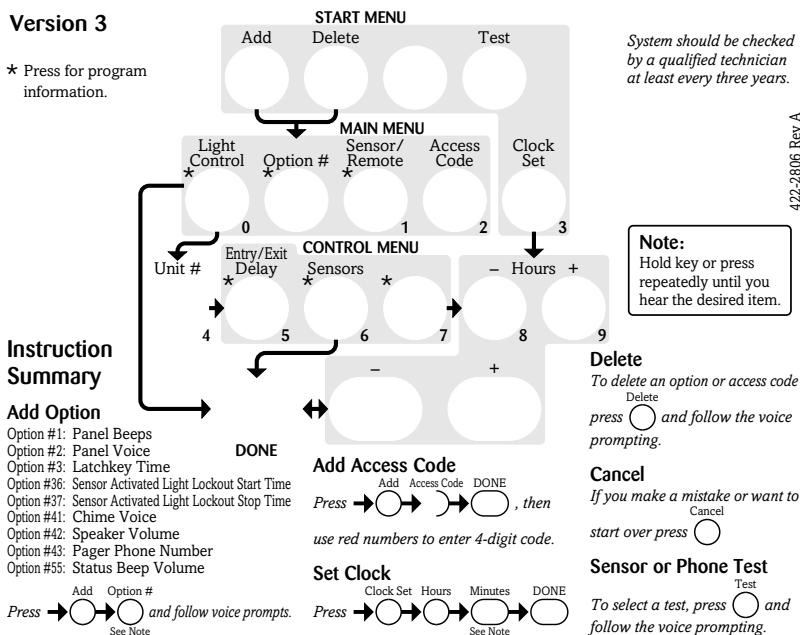 Version 3
* Press for program
information.
START MENU
Add Delete Test
System should be checked
by a qualified technician
at least every three years.
422-2806 Rev A
MAIN MENU
Light
Control
*
Option #
*
Sensor/
Remote
*
Access
Code
Clock
Set
0 1 2 3
Unit #
CONTROL MENU
Entry/Exit
Delay
*
Sensors
*
*
– Hours +
4 5 6 7 8 9
Note:
Hold key or press
repeatedly until you
hear the desired item.
– +
DONE
Instruction
Summary
Add Option
Option #1: Panel Beeps
Option #2: Panel Voice
Option #3: Latchkey Time
Option #36: Sensor Activated Light Lockout Start Time
Option #37: Sensor Activated Light Lockout Stop Time
Option #41: Chime Voice
Option #42: Speaker Volume
Option #43: Pager Phone Number
Option #55: Status Beep Volume
Add Option #
Press and follow voice prompts.
See Note
Add Access Code
Add Access Code DONE
Press , then
use red numbers to enter 4-digit code.
Set Clock
Clock Set Hours Minutes DONE
Press
See Note
Delete
To delete an option or access code
Delete
press and follow the voice
prompting.
Cancel
If you make a mistake or want to
Cancel
start over press
Sensor or Phone Test
Test
To select a test, press and
follow the voice prompting.